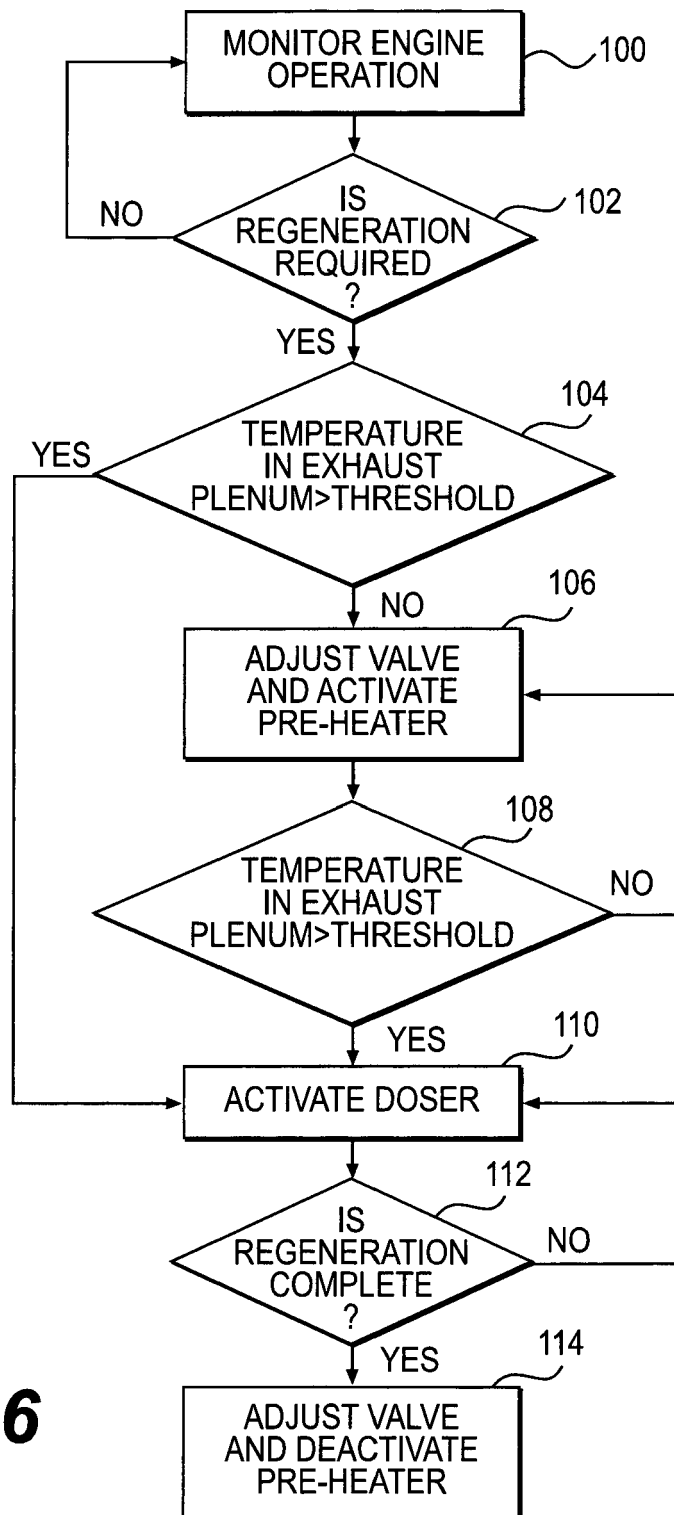 MONITOR ENGINE
OPERATION
100
IS
REGENERATION
REQUIRED
?
102
NO
YES
104
TEMPERATURE
IN EXHAUST
PLENUM>THRESHOLD
YES
NO
106
ADJUST VALVE
AND ACTIVATE
PRE-HEATER
108
TEMPERATURE
IN EXHAUST
PLENUM>THRESHOLD
NO
YES
110
ACTIVATE DOSER
112
IS
REGENERATION
COMPLETE
?
NO
YES
114
ADJUST VALVE
AND DEACTIVATE
PRE-HEATER
6